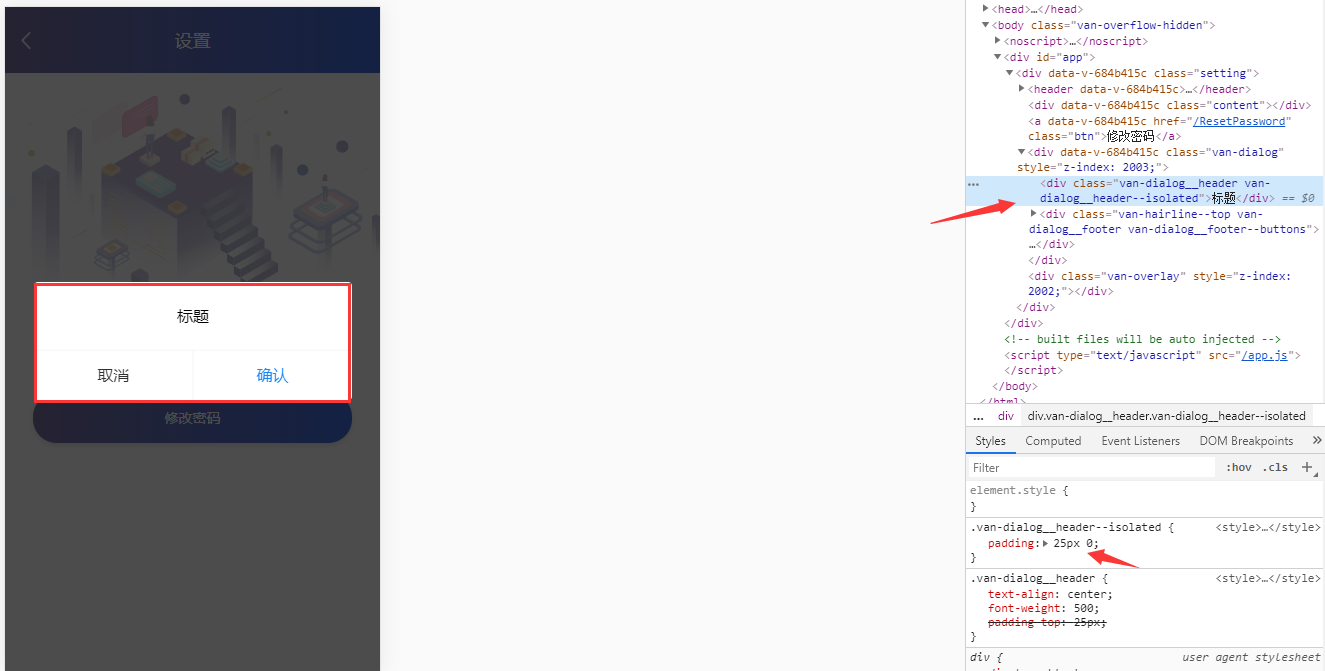 设置
标题
取消
确认
修改密码
<head>…</head>
<body class="van-overflow-hidden">
<noscript>…</noscript>
<div id="app">
<div data-v-684b415c class="setting">
<header data-v-684b415c>…</header>
<div data-v-684b415c class="content"></div>
<a data-v-684b415c href="/ResetPassword"
class="btn">修改密码</a>
<div data-v-684b415c class="van-dialog"
style="z-index: 2003;">
<div class="van-dialog__header van-
dialog__header--isolated">标题</div> == $0
<div class="van-hairline--top van-
dialog__footer van-dialog__footer--buttons">
…</div>
</div>
<div class="van-overlay" style="z-index:
2002;"></div>
</div>
</div>
<!-- built files will be auto injected -->
<script type="text/javascript" src="/app.js">
</script>
</body>
</html>
... div div.van-dialog__header.van-dialog__header--isolated
Styles Computed Event Listeners DOM Breakpoints »
Filter :hov .cls +
element.style {
}
.van-dialog__header--isolated { <style>…</style>
padding: 25px 0;
}
.van-dialog__header { <style>…</style>
text-align: center;
font-weight: 500;
padding-top: 25px;
}
div { user agent stylesheet